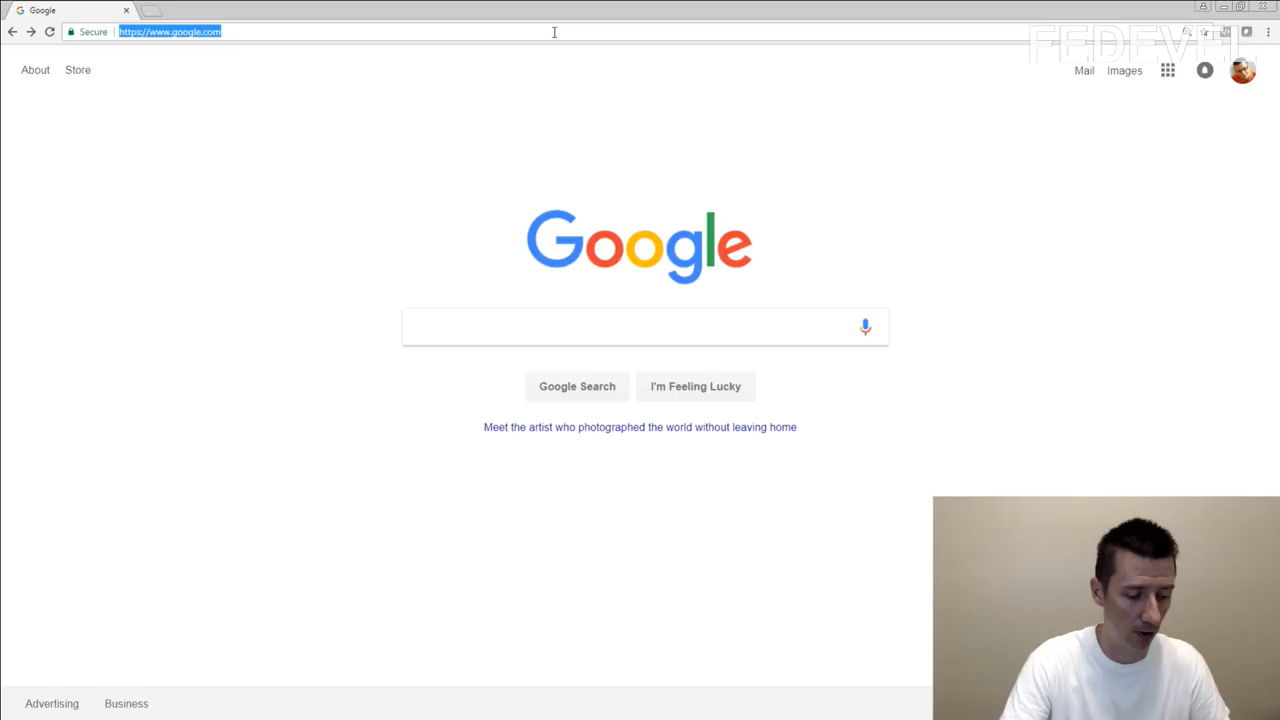 Google
Secure https://www.google.com
FEDEVEL
About Store
Mail Images
Google
Google Search I'm Feeling Lucky
Meet the artist who photographed the world without leaving home
Advertising Business